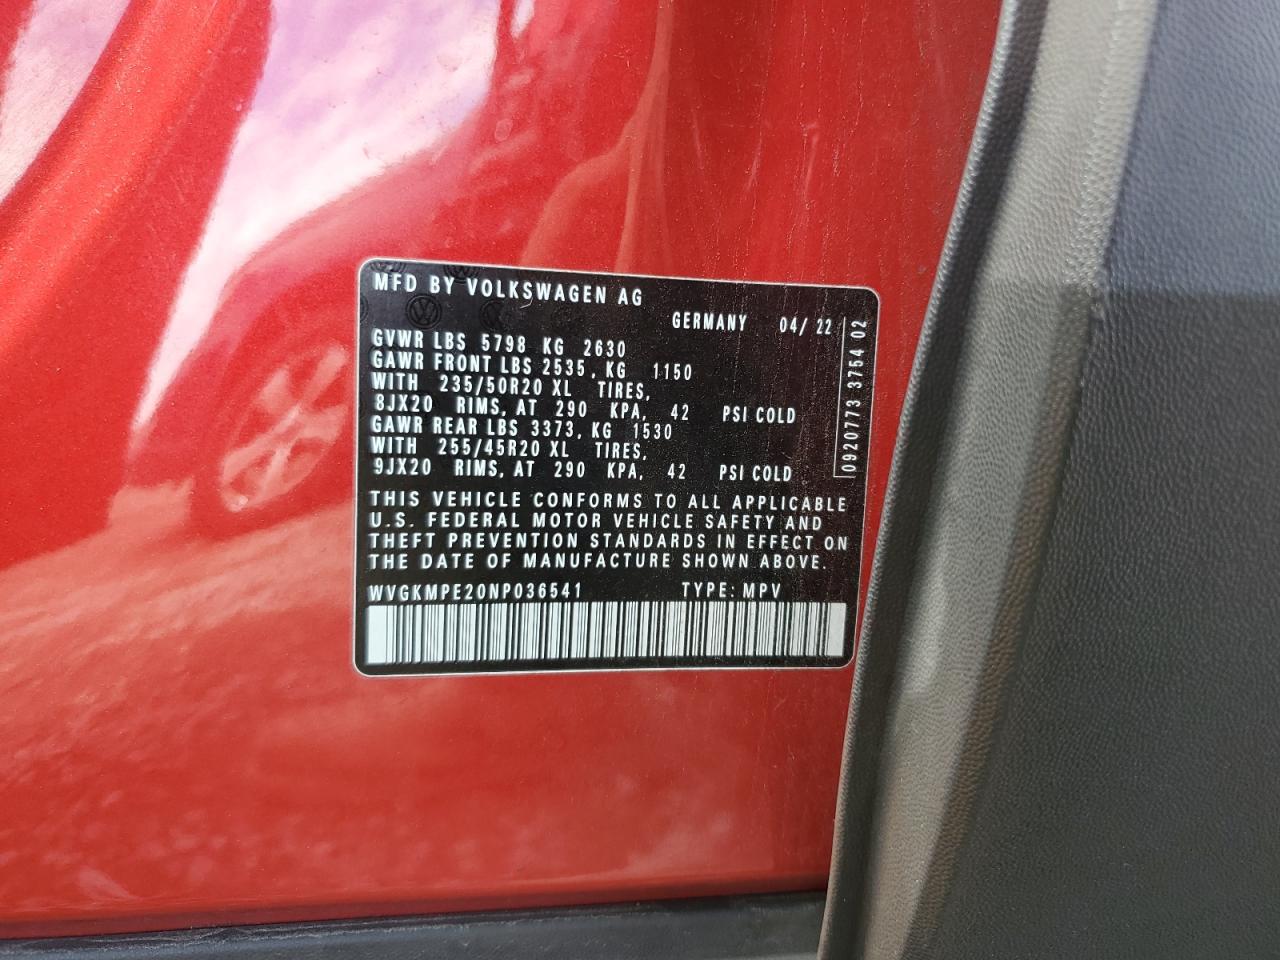 MFD BY VOLKSWAGEN AG
GERMANY 04/ 22
GVWR LBS 5798 KG 2630
GAWR FRONT LBS 2535, KG 1150
WITH 235/50R20 XL TIRES,
8JX20 RIMS, AT 290 KPA, 42 PSI COLD
GAWR REAR LBS 3373, KG 1530
WITH 255/45R20 XL TIRES,
9JX20 RIMS, AT 290 KPA, 42 PSI COLD
THIS VEHICLE CONFORMS TO ALL APPLICABLE
U.S. FEDERAL MOTOR VEHICLE SAFETY AND
THEFT PREVENTION STANDARDS IN EFFECT ON
THE DATE OF MANUFACTURE SHOWN ABOVE.
WVGKMPE20NP036541 TYPE: MPV
0920773 3754 02